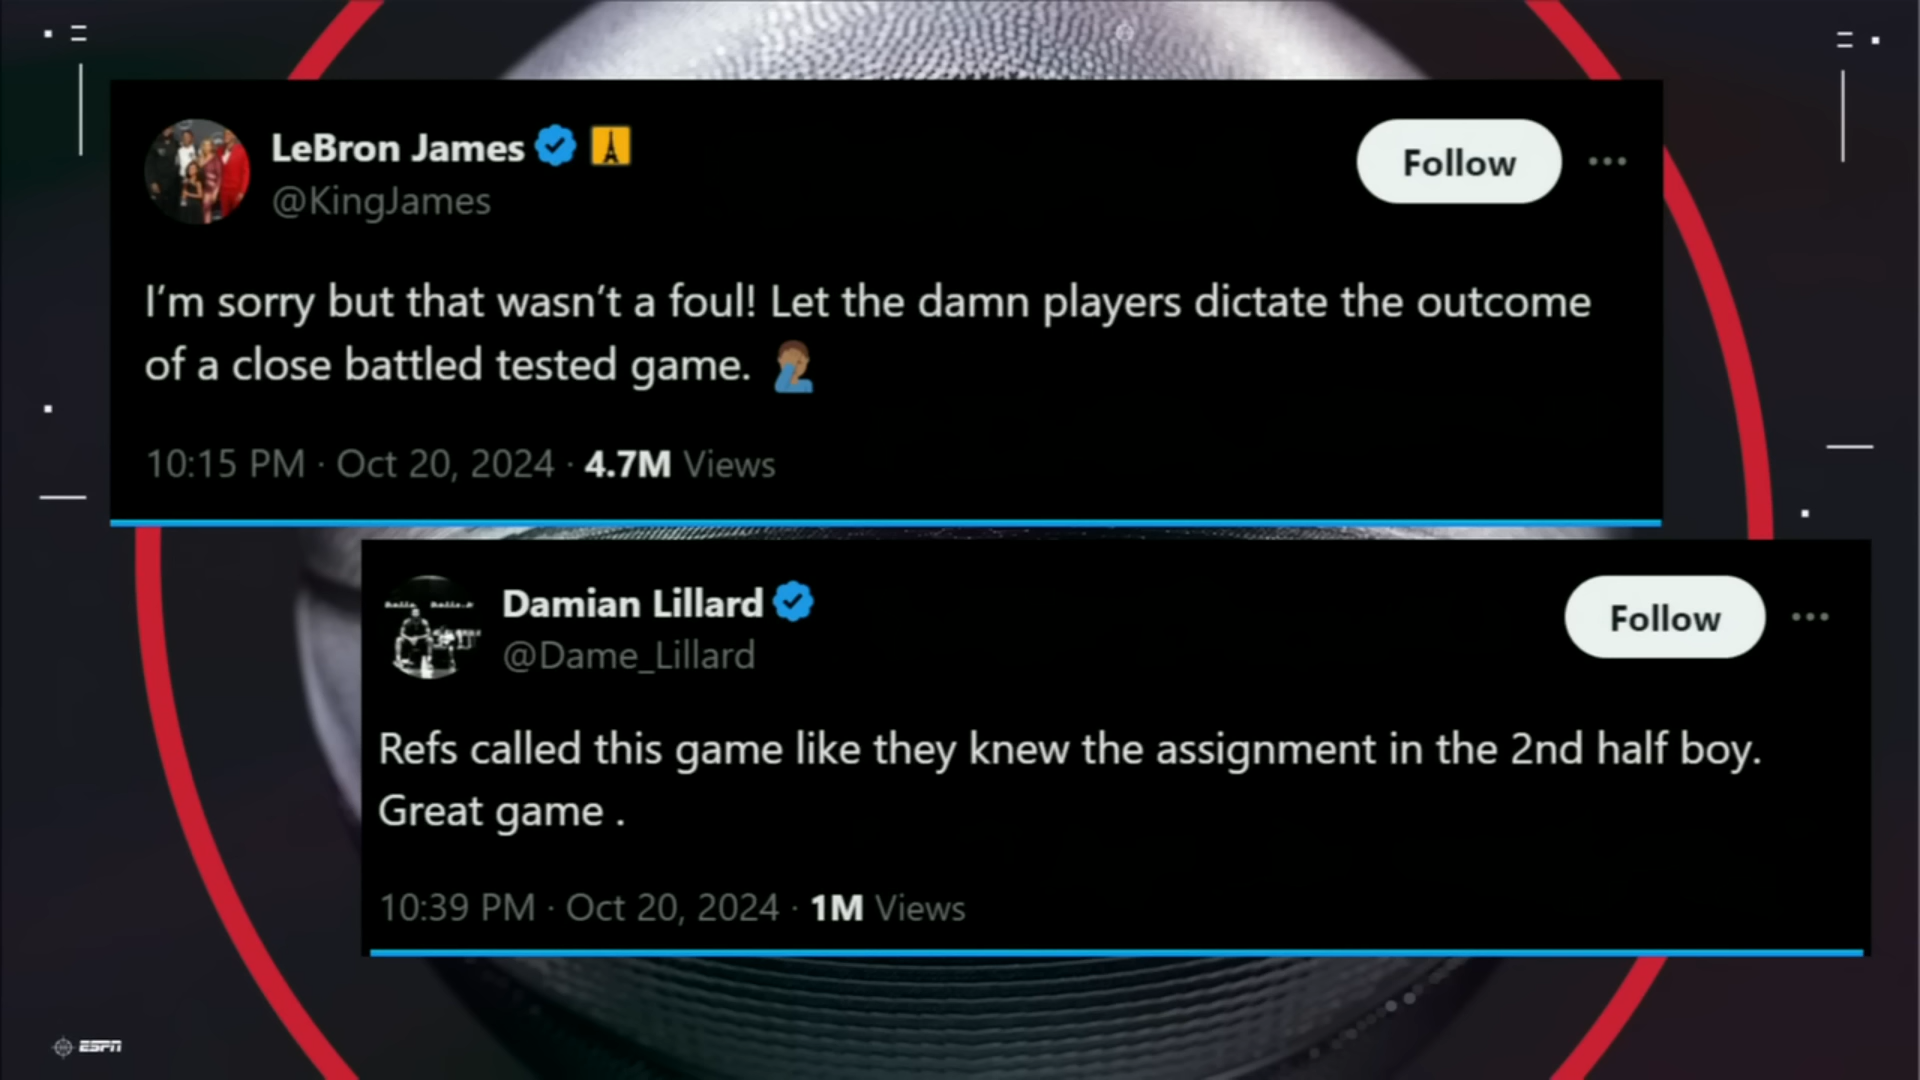 LeBron James
@KingJames
Follow
I’m sorry but that wasn’t a foul! Let the damn players dictate the outcome
of a close battled tested game. 🤦🏽‍♂️
10:15 PM · Oct 20, 2024 · 4.7M Views
Damian Lillard
@Dame_Lillard
Follow
Refs called this game like they knew the assignment in the 2nd half boy.
Great game .
10:39 PM · Oct 20, 2024 · 1M Views
ESPN